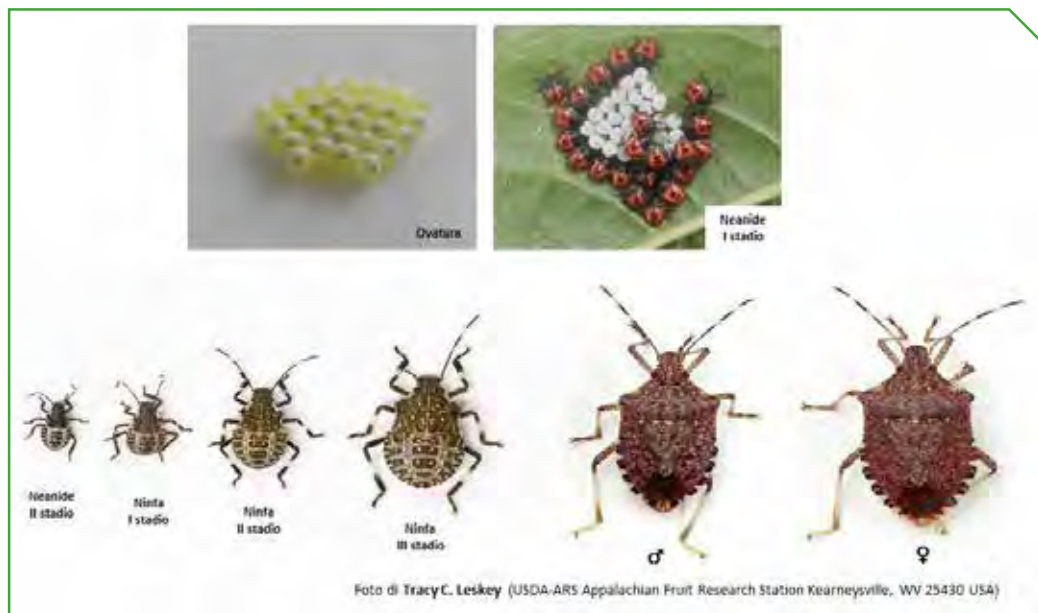 Ovatura
Neanide
I stadio
Neanide
II stadio
Ninfa
I stadio
Ninfa
II stadio
Ninfa
III stadio
♂
♀
Foto di Tracy C. Leskey (USDA-ARS Appalachian Fruit Research Station Kearneysville, WV 25430 USA)